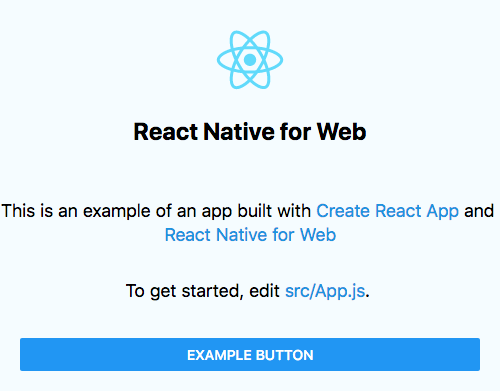 React Native for Web
This is an example of an app built with Create React App and
React Native for Web
To get started, edit src/App.js.
EXAMPLE BUTTON